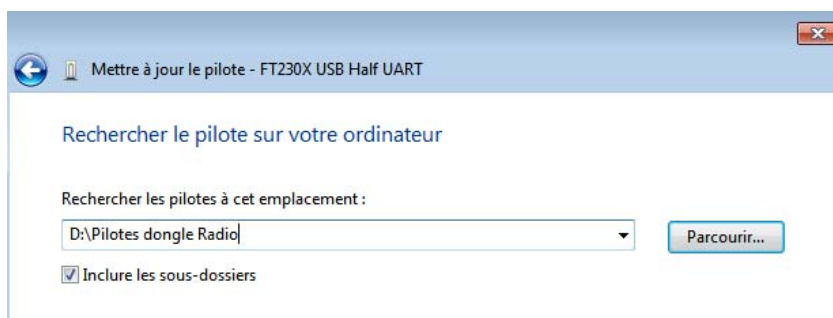 Mettre à jour le pilote - FT230X USB Half UART
Rechercher le pilote sur votre ordinateur
Rechercher les pilotes à cet emplacement :
D:\Pilotes dongle Radio
Parcourir...
Inclure les sous-dossiers